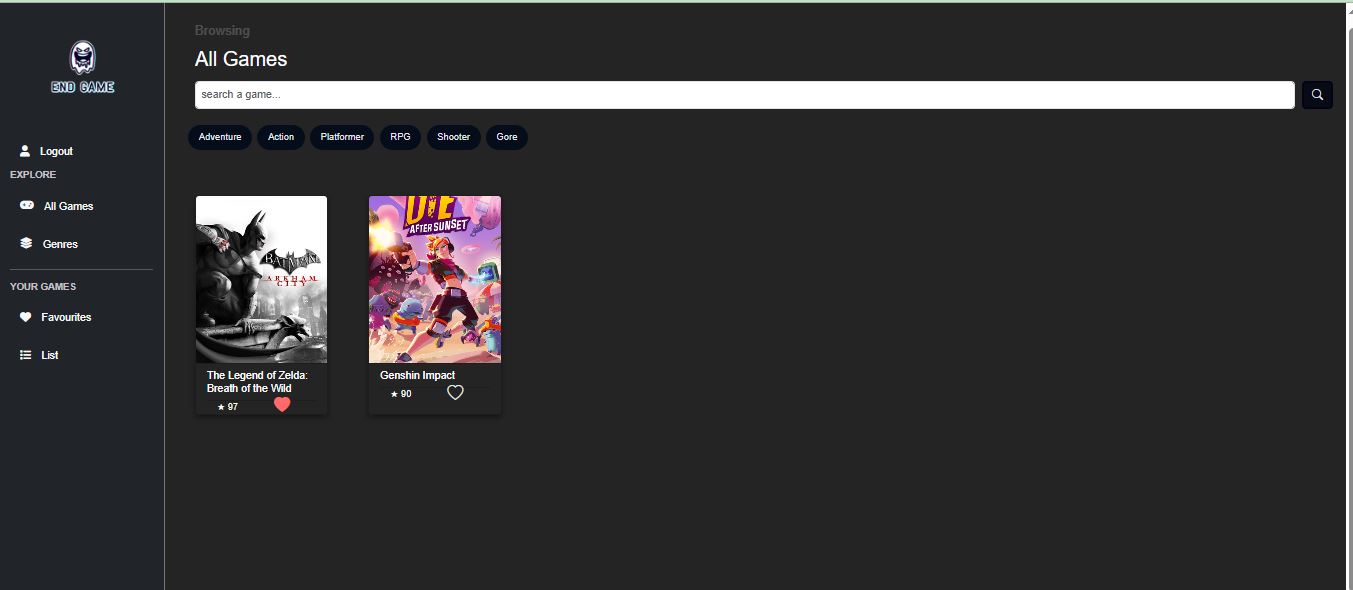 END GAME
Logout
EXPLORE
All Games
Genres
YOUR GAMES
Favourites
List
Browsing
All Games
search a game...
Adventure
Action
Platformer
RPG
Shooter
Gore
BATMAN
ARKHAM
CITY
The Legend of Zelda:
Breath of the Wild
★ 97
DIE
AFTER SUNSET
Genshin Impact
★ 90